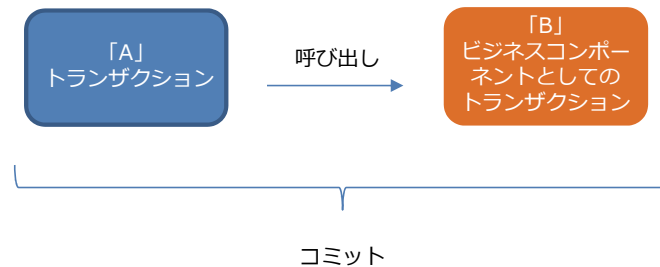 「A」
トランザクション
呼び出し
「B」
ビジネスコンポー
ネントとしての
トランザクション
コミット